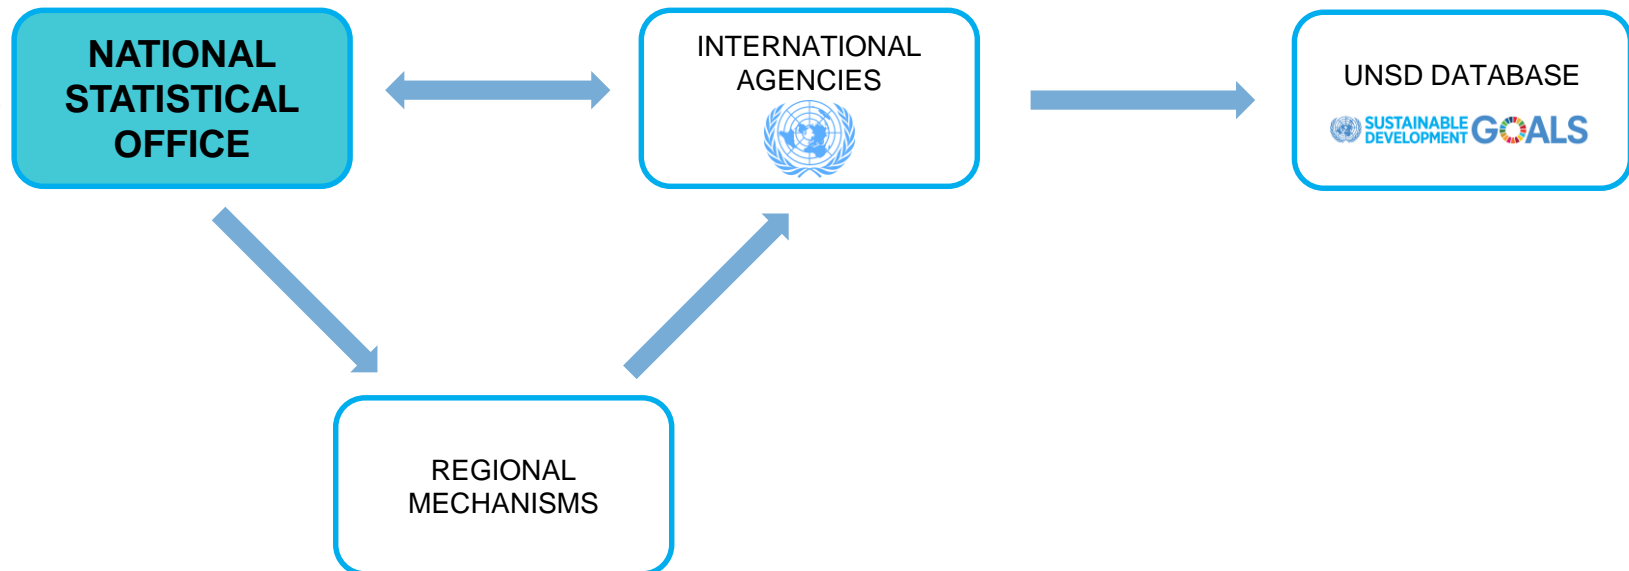 NATIONAL
STATISTICAL
OFFICE
INTERNATIONAL
AGENCIES
UNSD DATABASE
SUSTAINABLE
DEVELOPMENT
GOALS
REGIONAL
MECHANISMS